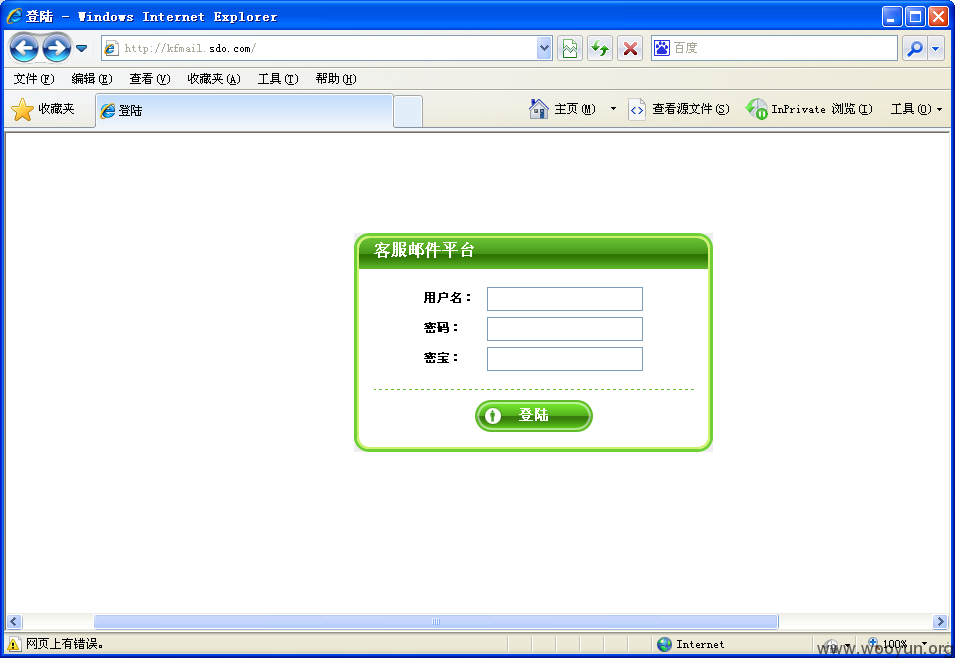 登陆 - Windows Internet Explorer
http://kfmail.sdo.com/
百度
文件(F) 编辑(E) 查看(V) 收藏夹(A) 工具(T) 帮助(H)
收藏夹 登陆 主页(M) 查看源文件(S) InPrivate 浏览(I) 工具(O)
客服邮件平台
用户名：
密码：
密宝：
登陆
网页上有错误。 Internet 100%
www.wooyun.org